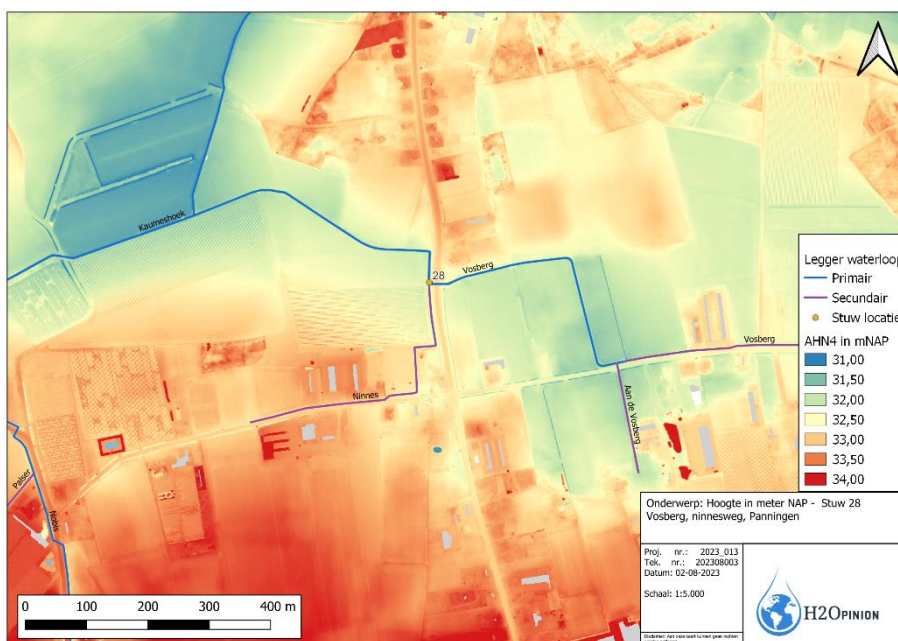 Kaumeshoek
28
Vosberg
Vosberg
Ninnes
Aan de Vosberg
Palser
Nobis
Legger waterloop
Primair
Secundair
Stuw locatie
AHN4 in mNAP
31,00
31,50
32,00
32,50
33,00
33,50
34,00
0 100 200 300 400 m
Onderwerp: Hoogte in meter NAP - Stuw 28
Vosberg, ninnesweg, Panningen
Proj. nr.: 2023_013
Tek. nr.: 202308003
Datum: 02-08-2023
Schaal: 1:5.000
H2OPINION